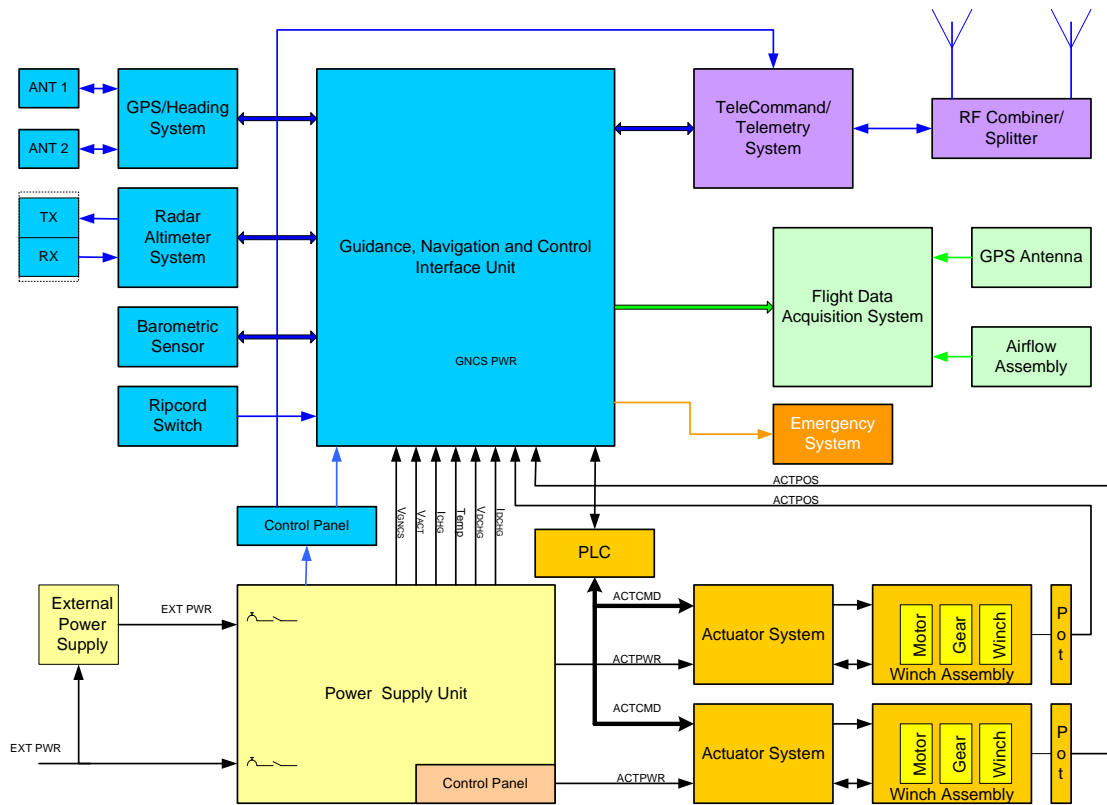 ANT 1
ANT 2
GPS/Heading
System
TX
RX
Radar
Altimeter
System
Barometric
Sensor
Ripcord
Switch
Guidance, Navigation and Control
Interface Unit
GNCS PWR
TeleCommand/
Telemetry
System
RF Combiner/
Splitter
Flight Data
Acquisition System
GPS Antenna
Airflow
Assembly
Emergency
System
ACTPOS
ACTPOS
Control Panel
VGNCS
VACT
ICHG
Temp
VDCHG
IDCHG
PLC
External
Power
Supply
EXT PWR
EXT PWR
Power Supply Unit
Control Panel
ACTCMD
ACTPWR
ACTCMD
ACTPWR
Actuator System
Motor
Gear
Winch
Winch Assembly
Pot
Actuator System
Motor
Gear
Winch
Winch Assembly
Pot